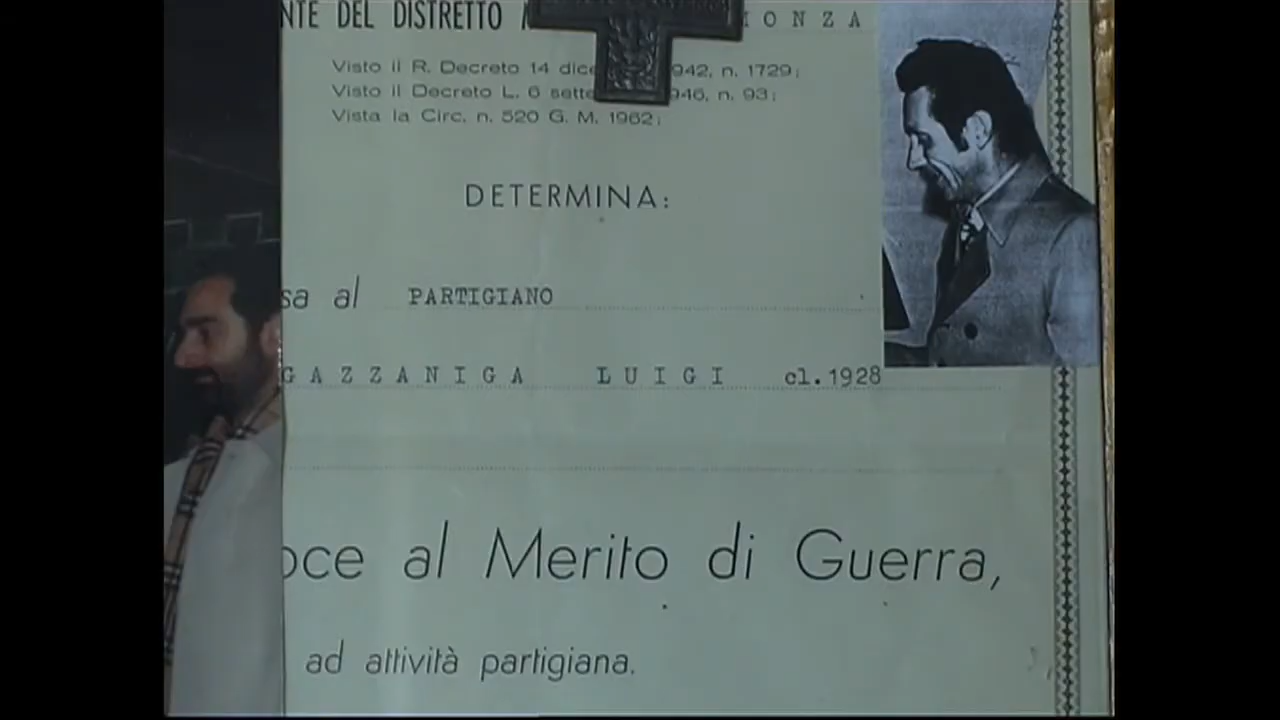 NTE DEL DISTRETTO M ONZA
Visto il R. Decreto 14 dice 942, n. 1729;
Visto il Decreto L. 6 sette 946, n. 93;
Vista la Circ. n. 520 G. M. 1962;
DETERMINA:
sa al PARTIGIANO
GAZZANIGA LUIGI cl.1928
oce al Merito di Guerra,
ad attività partigiana.